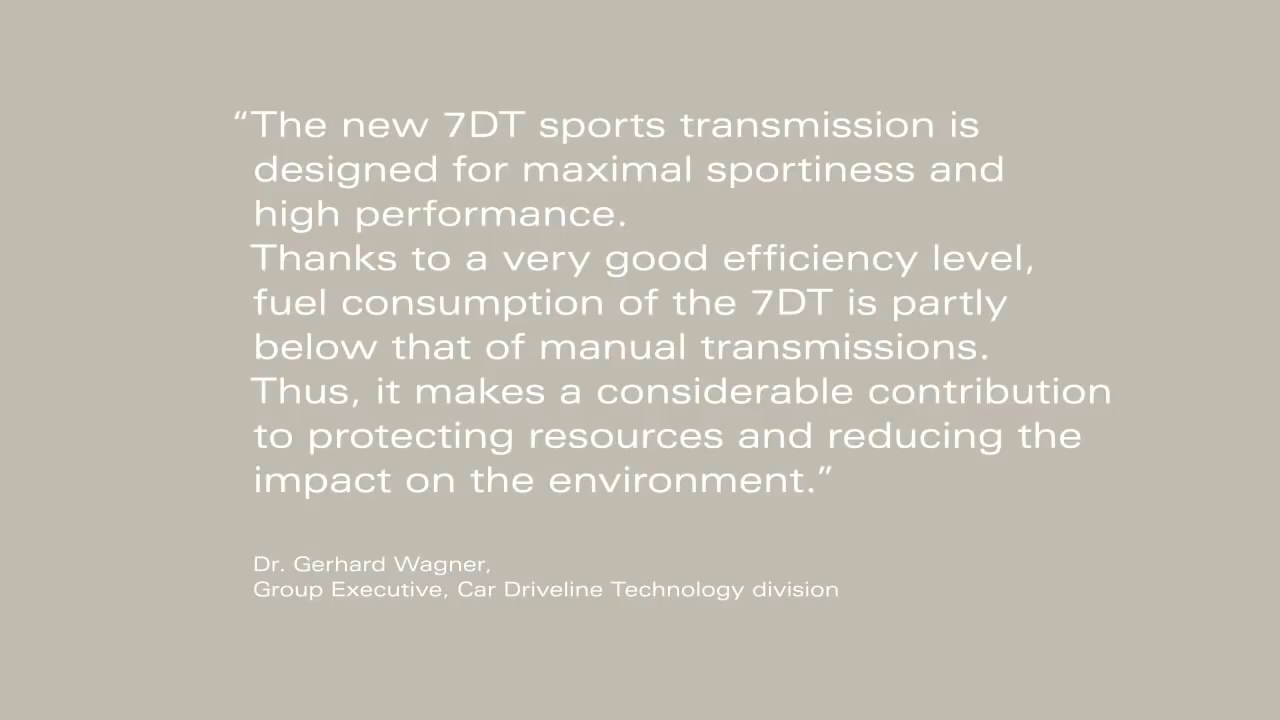 “The new 7DT sports transmission is
designed for maximal sportiness and
high performance.
Thanks to a very good efficiency level,
fuel consumption of the 7DT is partly
below that of manual transmissions.
Thus, it makes a considerable contribution
to protecting resources and reducing the
impact on the environment.”
Dr. Gerhard Wagner,
Group Executive, Car Driveline Technology division